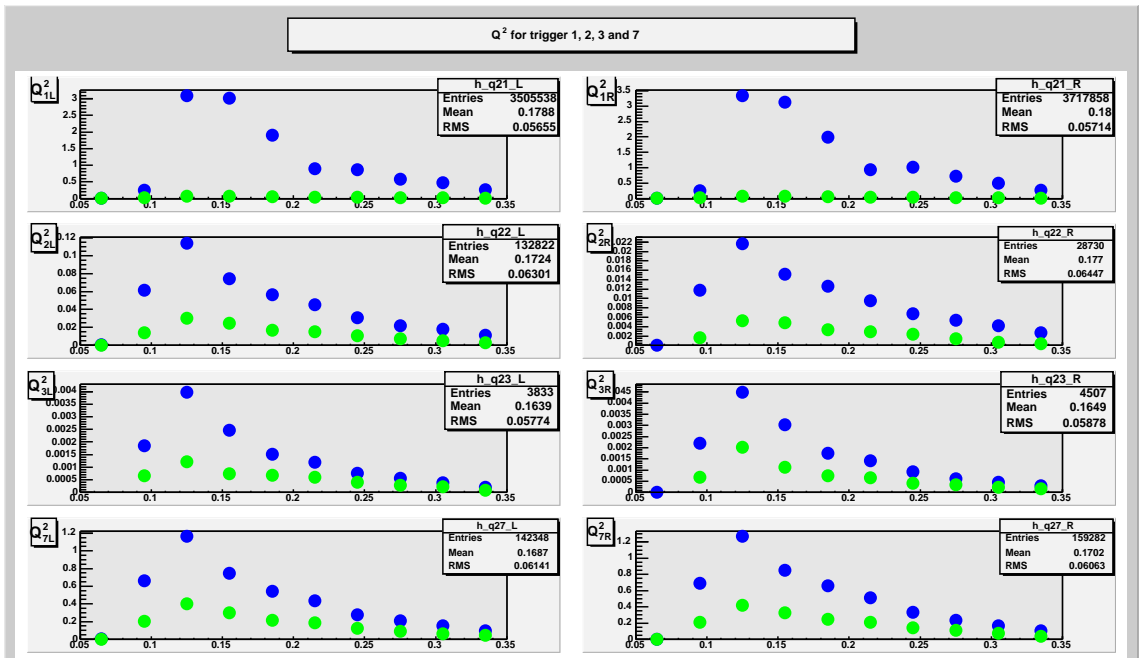 Q² for trigger 1, 2, 3 and 7
Q²1L
h_q21_L
Entries 3505538
Mean 0.1788
RMS 0.05655
3
2.5
2
1.5
1
0.5
0
0.05 0.1 0.15 0.2 0.25 0.3 0.35
Q²1R
h_q21_R
Entries 3717858
Mean 0.18
RMS 0.05714
3.5
3
2.5
2
1.5
1
0.5
0
0.05 0.1 0.15 0.2 0.25 0.3 0.35
Q²2L
h_q22_L
Entries 132822
Mean 0.1724
RMS 0.06301
0.12
0.1
0.08
0.06
0.04
0.02
0
0.05 0.1 0.15 0.2 0.25 0.3 0.35
Q²2R
h_q22_R
Entries 28730
Mean 0.177
RMS 0.06447
0.022
0.02
0.018
0.016
0.014
0.012
0.01
0.008
0.006
0.004
0.002
0
0.05 0.1 0.15 0.2 0.25 0.3 0.35
Q²3L
h_q23_L
Entries 3833
Mean 0.1639
RMS 0.05774
0.004
0.0035
0.003
0.0025
0.002
0.0015
0.001
0.0005
0
0.05 0.1 0.15 0.2 0.25 0.3 0.35
Q²3R
h_q23_R
Entries 4507
Mean 0.1649
RMS 0.05878
0.004
0.0035
0.003
0.0025
0.002
0.0015
0.001
0.0005
0
0.05 0.1 0.15 0.2 0.25 0.3 0.35
Q²7L
h_q27_L
Entries 142348
Mean 0.1687
RMS 0.06141
1.2
1
0.8
0.6
0.4
0.2
0
0.05 0.1 0.15 0.2 0.25 0.3 0.35
Q²7R
h_q27_R
Entries 159282
Mean 0.1702
RMS 0.06063
1.2
1
0.8
0.6
0.4
0.2
0
0.05 0.1 0.15 0.2 0.25 0.3 0.35